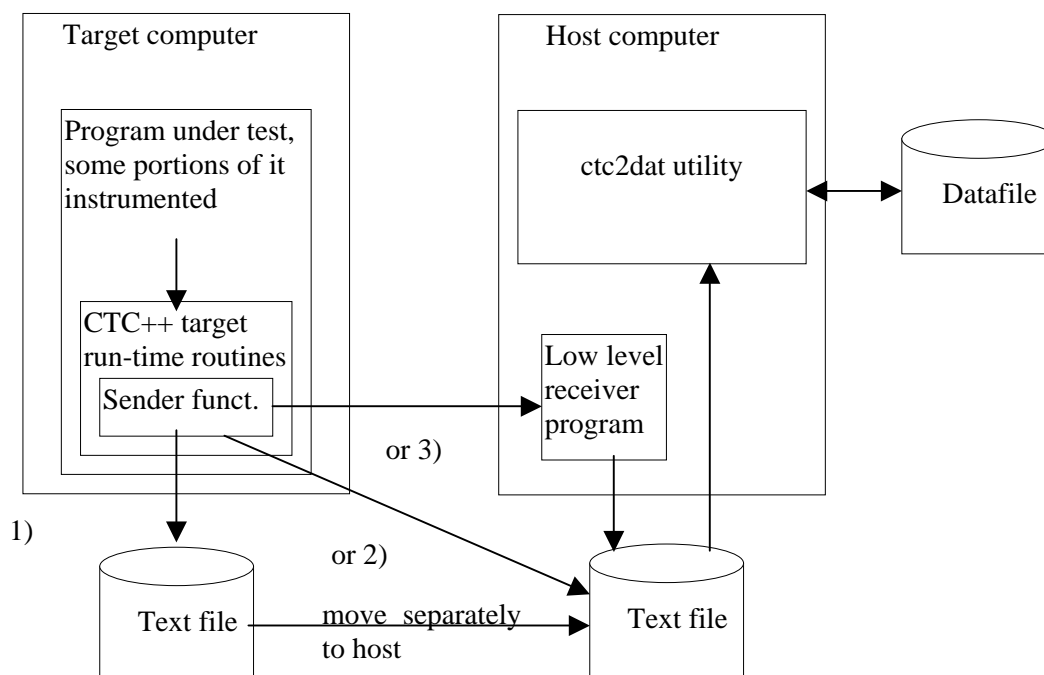 Target computer
Host computer
Program under test,
some portions of it
instrumented
ctc2dat utility
Datafile
CTC++ target
run-time routines
Sender funct.
Low level
receiver
program
or 3)
1)
or 2)
Text file
move separately
to host
Text file